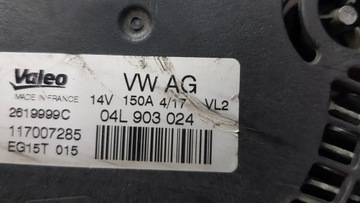 Valeo
VW AG
MADE IN FRANCE
14V 150A 4/17 VL2
2619999C
04L 903 024
117007285
EG15T 015